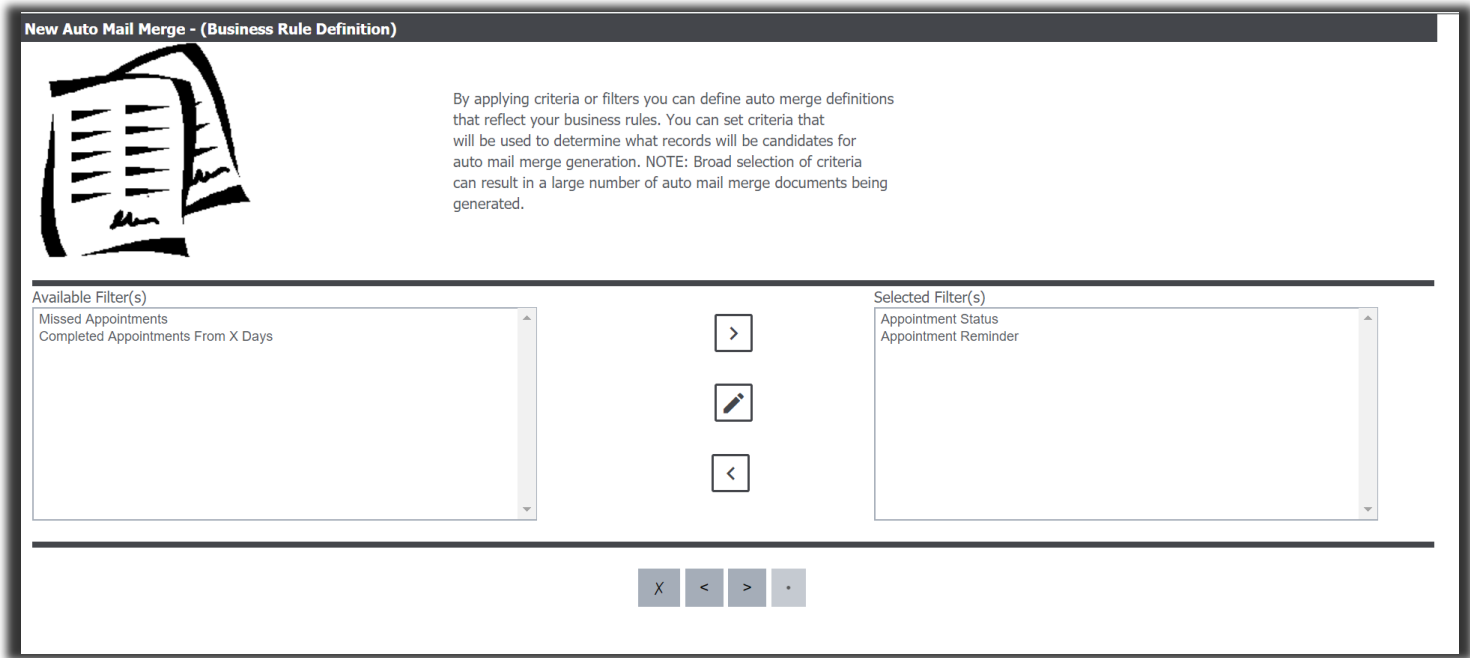 New Auto Mail Merge - (Business Rule Definition)
By applying criteria or filters you can define auto merge definitions
that reflect your business rules. You can set criteria that
will be used to determine what records will be candidates for
auto mail merge generation. NOTE: Broad selection of criteria
can result in a large number of auto mail merge documents being
generated.
Available Filter(s)
Missed Appointments
Completed Appointments From X Days
Selected Filter(s)
Appointment Status
Appointment Reminder
X < > •